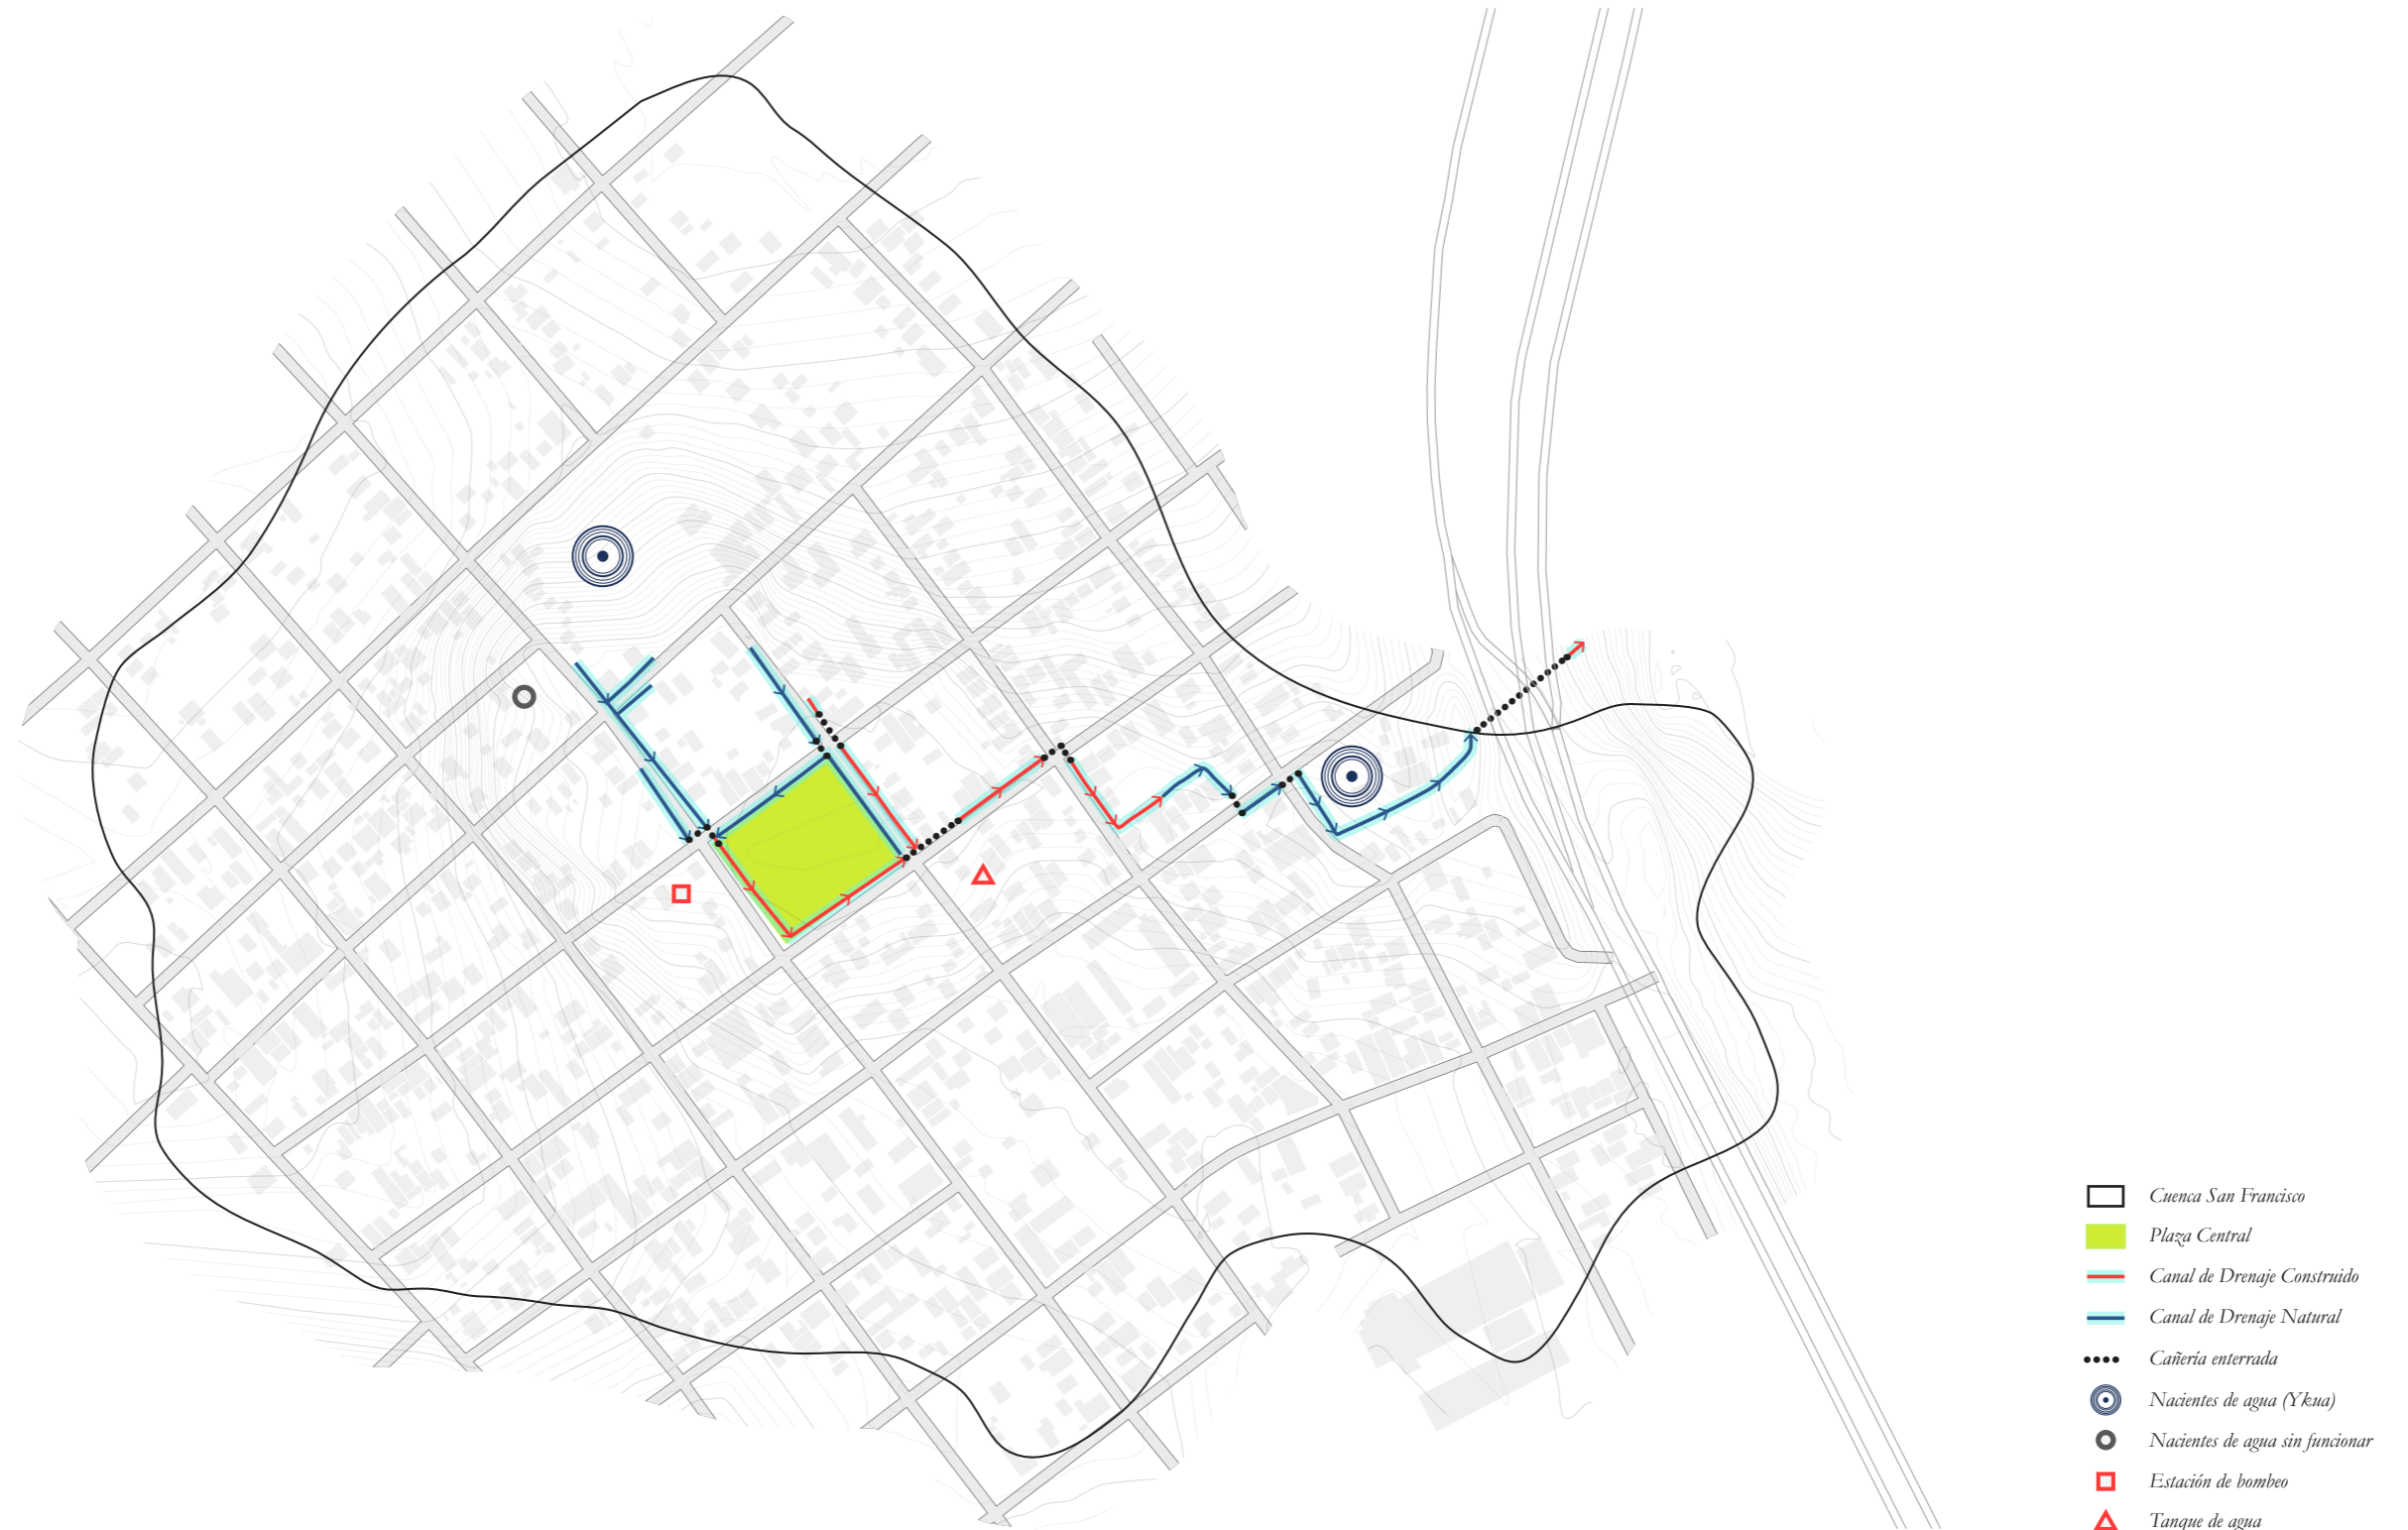 Cuenca San Francisco
Plaza Central
Canal de Drenaje Construido
Canal de Drenaje Natural
Cañería enterrada
Nacientes de agua (Ykua)
Nacientes de agua sin funcionar
Estación de bombeo
Tanque de agua